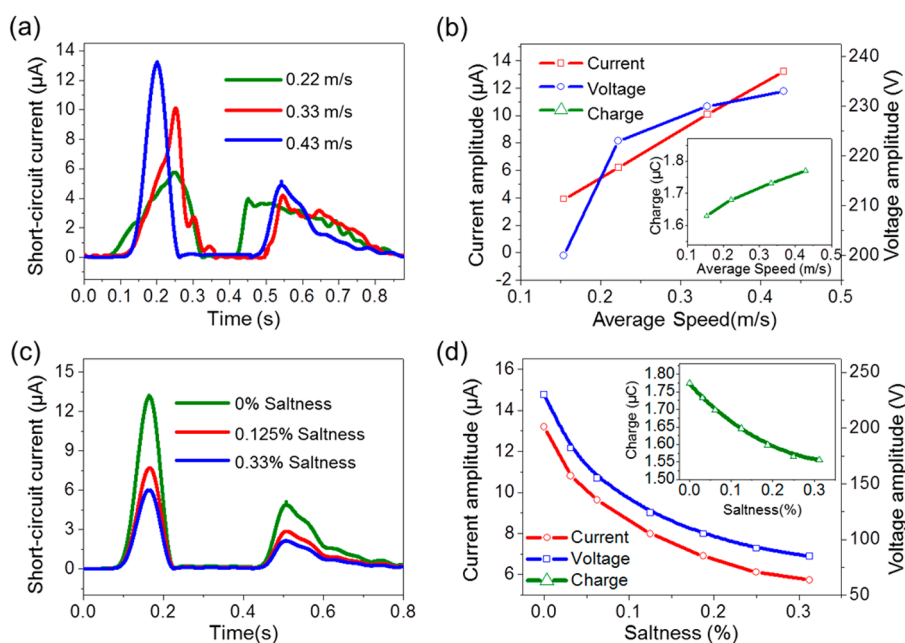 (a)
Short-circuit current (μA)
14
12
10
8
6
4
2
0
-2
0.22 m/s
0.33 m/s
0.43 m/s
0.0 0.1 0.2 0.3 0.4 0.5 0.6 0.7 0.8
Time (s)
(b)
Current amplitude (μA)
14
12
10
8
6
4
2
0
-2
Current
Voltage
Charge
240
230
220
210
200
Voltage amplitude (V)
Charge (μC)
1.8
1.7
1.6
0.1 0.2 0.3 0.4 0.5
Average Speed (m/s)
0.1 0.2 0.3 0.4 0.5
Average Speed(m/s)
(c)
Short-circuit current (μA)
15
12
9
6
3
0
0% Saltness
0.125% Saltness
0.33% Saltness
0.0 0.2 0.4 0.6 0.8
Time(s)
(d)
Current amplitude (μA)
16
14
12
10
8
6
Current
Voltage
Charge
250
200
150
100
50
Voltage amplitude (V)
Charge (μC)
1.80
1.75
1.70
1.65
1.60
1.55
1.50
0.0 0.1 0.2 0.3
Saltness(%)
0.0 0.1 0.2 0.3
Saltness (%)